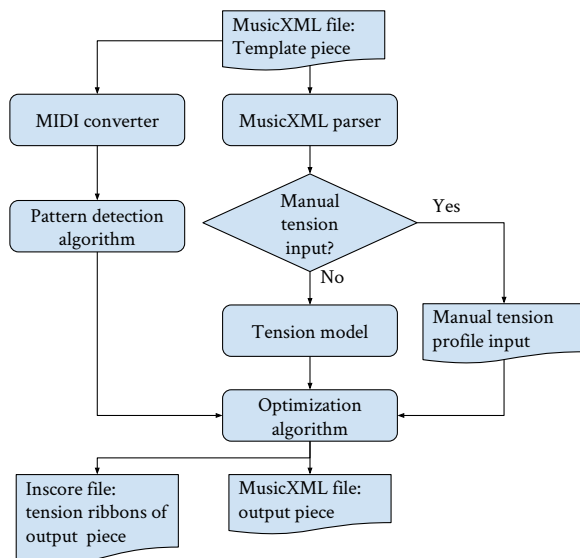 MusicXML file:
Template piece
MIDI converter
MusicXML parser
Manual
tension
input?
Yes
Pattern detection
algorithm
No
Tension model
Manual tension
profile input
Optimization
algorithm
Inscore file:
tension ribbons of
output piece
MusicXML file:
output piece